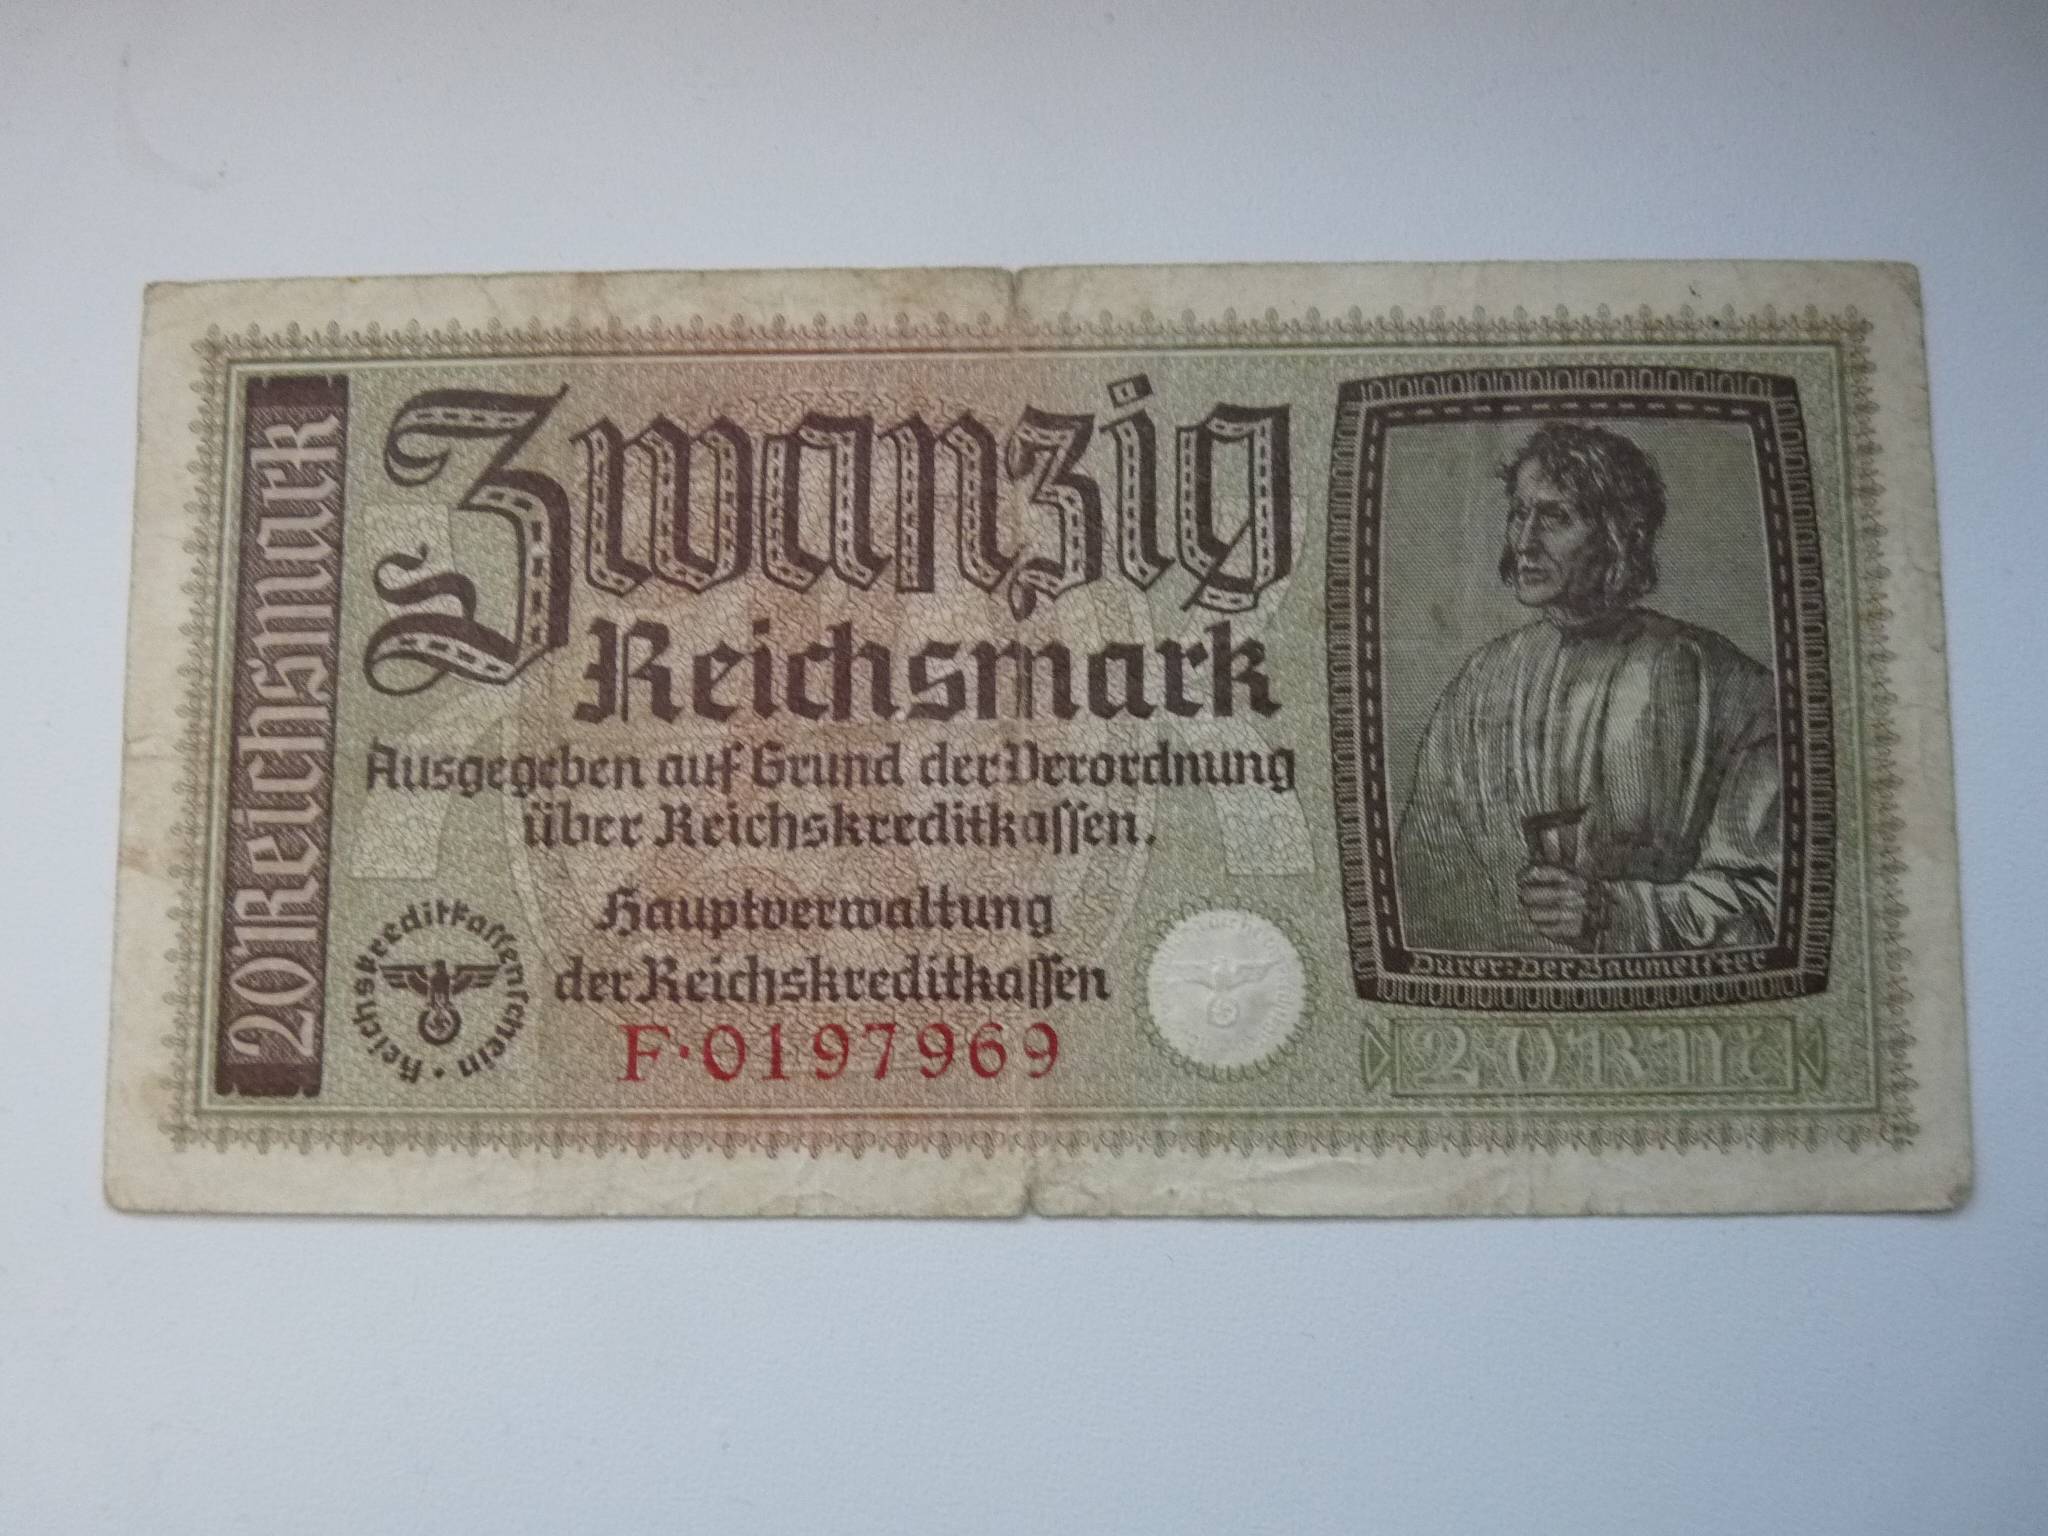 20 Reichsmark
Zwanzig
Reichsmark
Ausgegeben auf Grund der Verordnung
über Reichskreditkassen.
Hauptverwaltung
der Reichskreditkassen
F·0197969
Reichskreditkassenschein ·
Dürer: Der Baumeister
20 RM